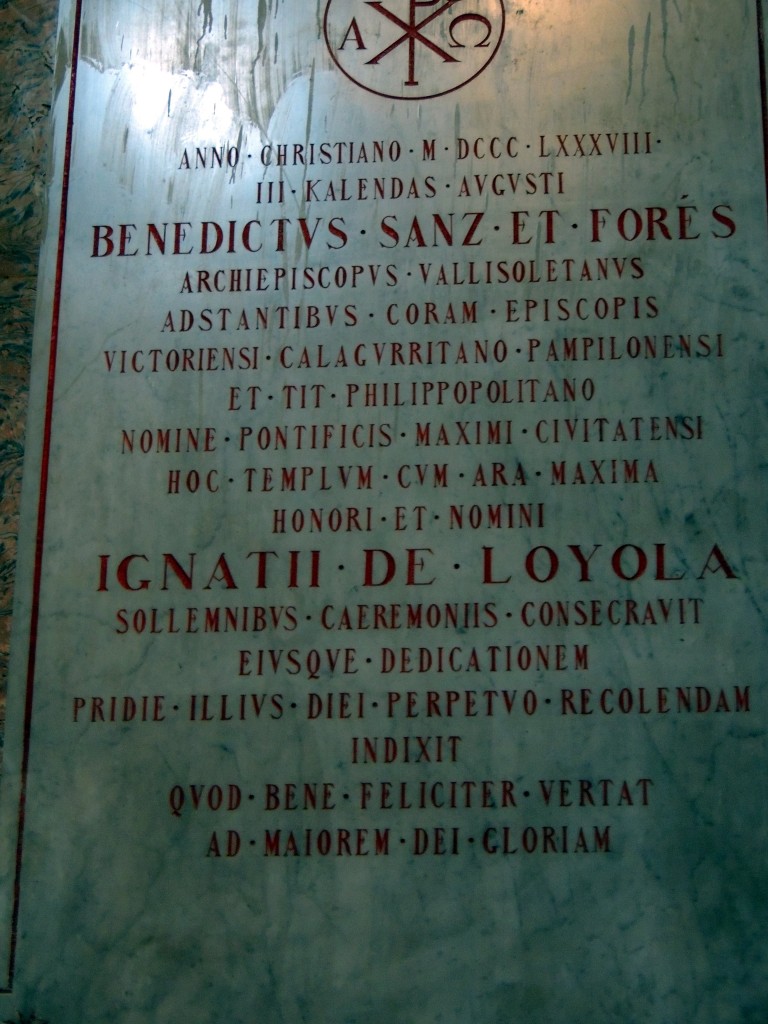 A P C
ANNO · CHRISTIANO · M · DCCC · LXXXVIII ·
III · KALENDAS · AVGVSTI
BENEDICTVS · SANZ · ET · FORÉS
ARCHIEPISCOPVS · VALLISOLETANVS
ADSTANTIBVS · CORAM · EPISCOPIS
VICTORIENSI · CALAGVRRITANO · PAMPILONENSI
ET · TIT · PHILIPPOPOLITANO
NOMINE · PONTIFICIS · MAXIMI · CIVITATENSI
HOC · TEMPLVM · CVM · ARA · MAXIMA
HONORI · ET · NOMINI
IGNATII · DE · LOYOLA
SOLLEMNIBVS · CAEREMONIIS · CONSECRAVIT
EIVSQVE · DEDICATIONEM
PRIDIE · ILLIVS · DIEI · PERPETVO · RECOLENDAM
INDIXIT
QVOD · BENE · FELICITER · VERTAT
AD · MAIOREM · DEI · GLORIAM